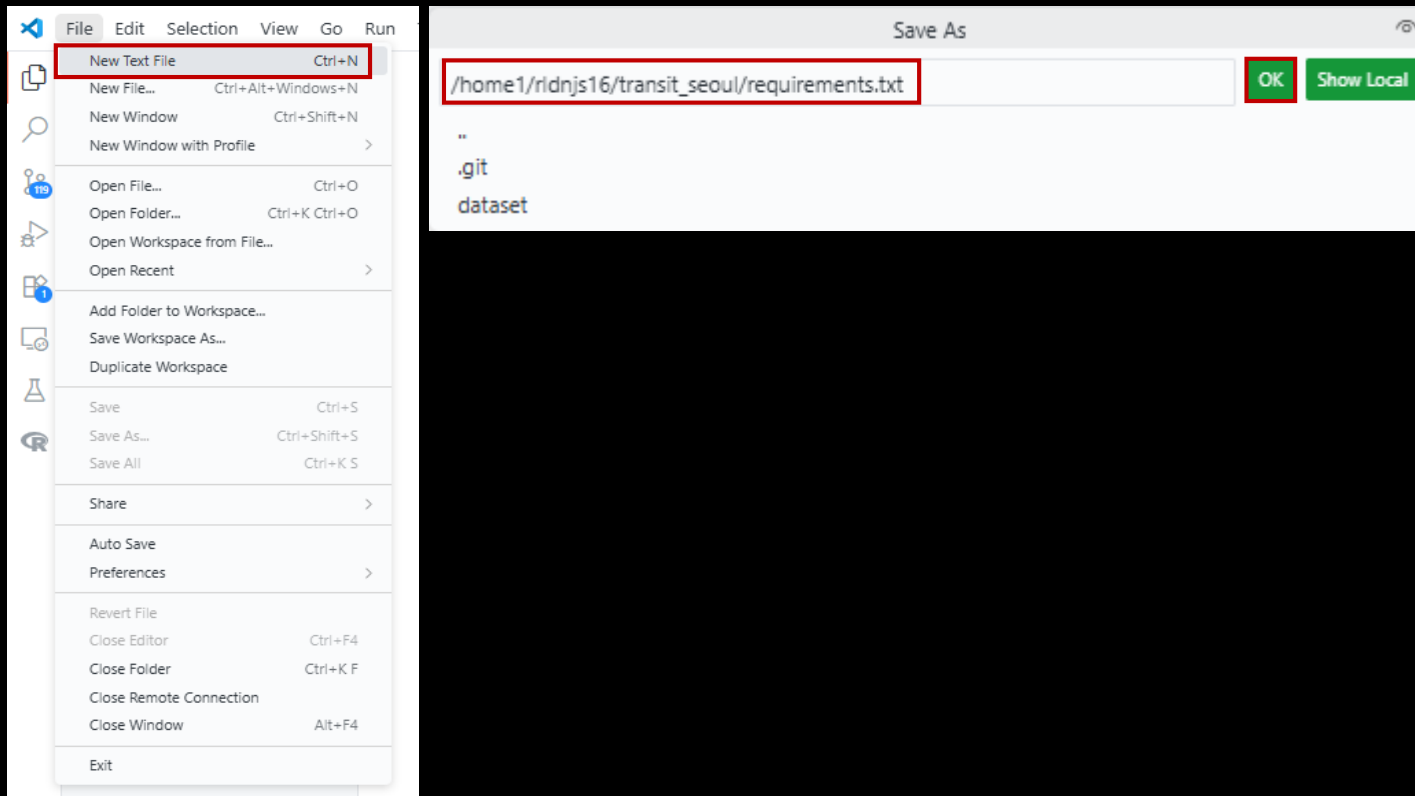 File Edit Selection View Go Run
New Text File Ctrl+N
New File... Ctrl+Alt+Windows+N
New Window Ctrl+Shift+N
New Window with Profile
Open File... Ctrl+O
Open Folder... Ctrl+K Ctrl+O
Open Workspace from File...
Open Recent
Add Folder to Workspace...
Save Workspace As...
Duplicate Workspace
Save Ctrl+S
Save As... Ctrl+Shift+S
Save All Ctrl+K S
Share
Auto Save
Preferences
Revert File
Close Editor Ctrl+F4
Close Folder Ctrl+K F
Close Remote Connection
Close Window Alt+F4
Exit
119
1
R
Save As
/home1/rldnjs16/transit_seoul/requirements.txt OK Show Local
..
.git
dataset